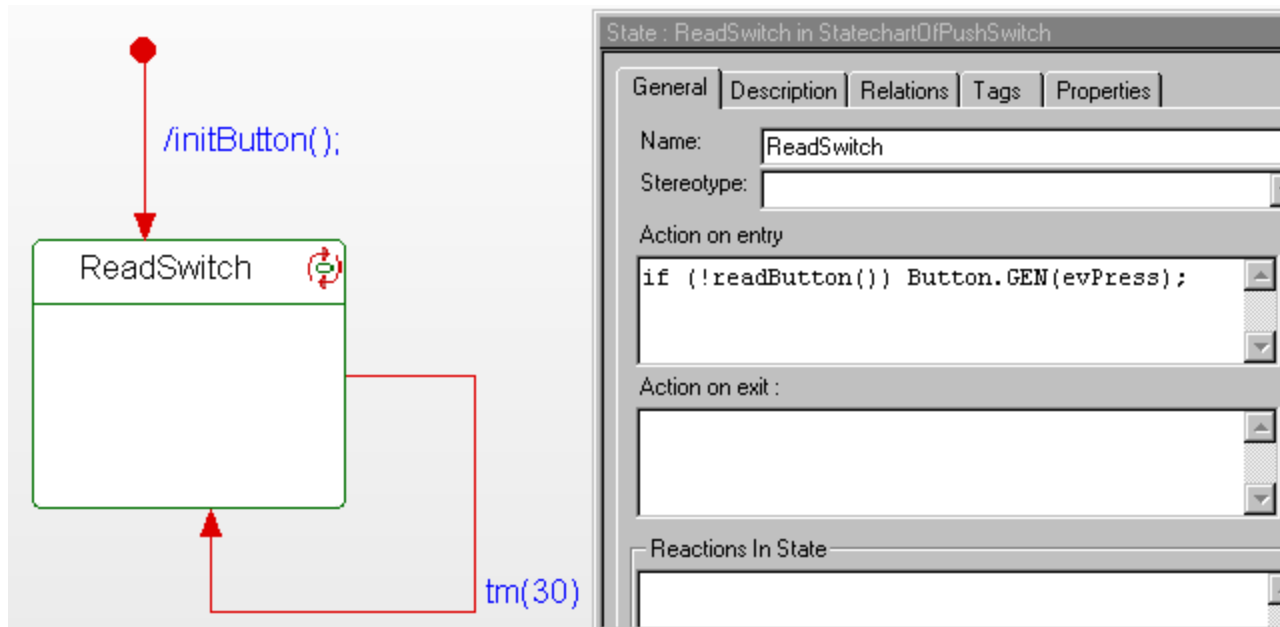 /initButton();
ReadSwitch
tm(30)
State : ReadSwitch in StatechartOfPushSwitch
General Description Relations Tags Properties
Name: ReadSwitch
Stereotype:
Action on entry
if (!readButton()) Button.GEN(evPress);
Action on exit :
Reactions In State